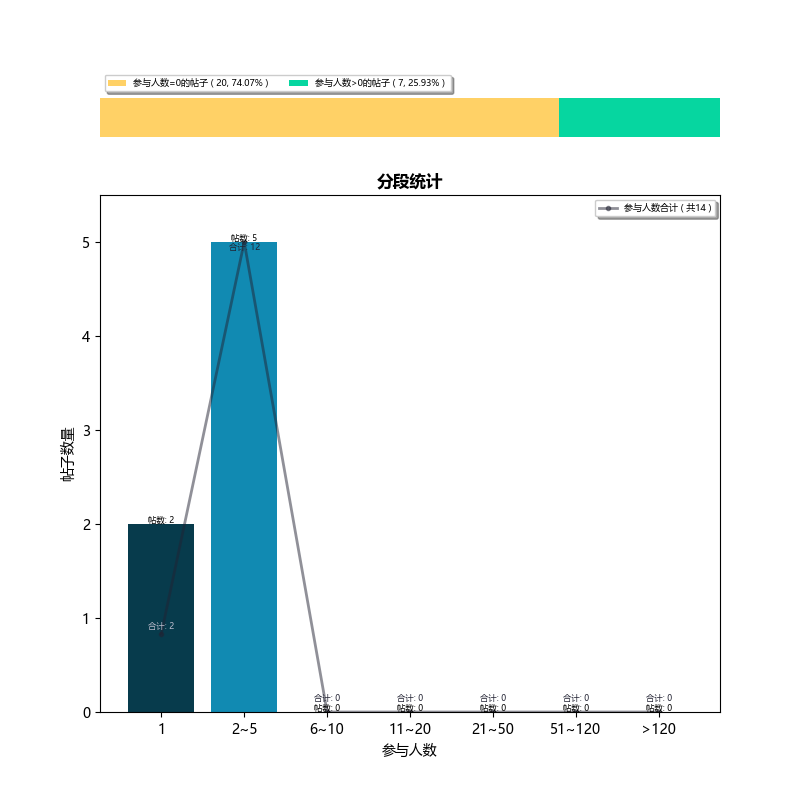 参与人数=0的帖子 ( 20, 74.07% )
参与人数>0的帖子 ( 7, 25.93% )
分段统计
参与人数合计 ( 共14 )
帖子数量
5
4
3
2
1
0
帖数: 5
合计: 12
帖数: 2
合计: 2
合计: 0
帖数: 0
合计: 0
帖数: 0
合计: 0
帖数: 0
合计: 0
帖数: 0
合计: 0
帖数: 0
1
2~5
6~10
11~20
21~50
51~120
>120
参与人数